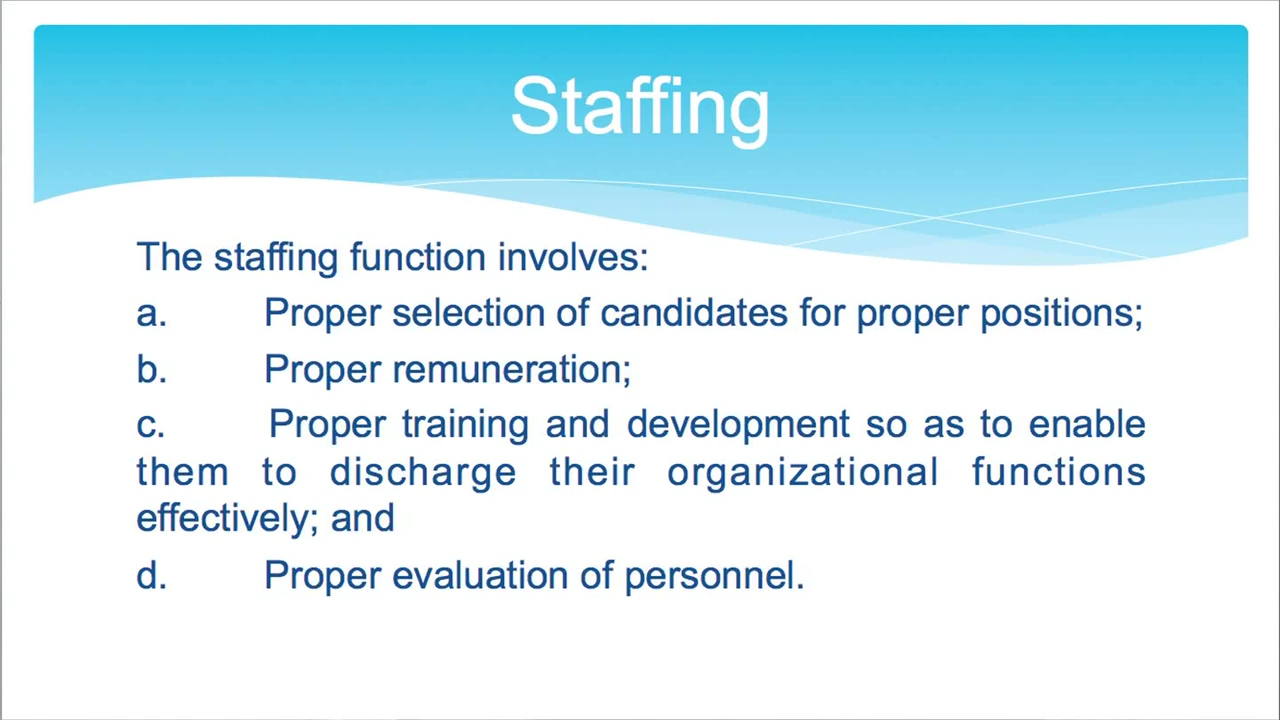 Staffing
The staffing function involves:
a. Proper selection of candidates for proper positions;
b. Proper remuneration;
c. Proper training and development so as to enable
them to discharge their organizational functions
effectively; and
d. Proper evaluation of personnel.